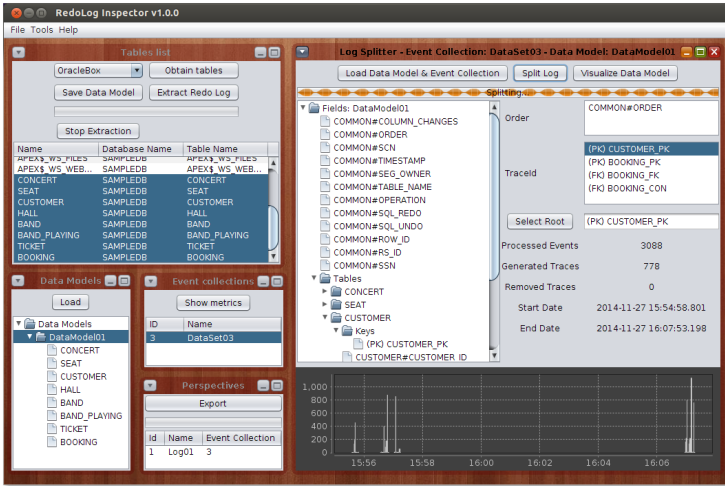 RedoLog Inspector v1.0.0
File Tools Help
Tables list
OracleBox Obtain tables
Save Data Model Extract Redo Log
Stop Extraction
Name Database Name Table Name
APEX$_WS_FILES SAMPLEDB APEX$_WS_FILES
APEX$_WS_WEB... SAMPLEDB APEX$_WS_WEB...
CONCERT SAMPLEDB CONCERT
SEAT SAMPLEDB SEAT
CUSTOMER SAMPLEDB CUSTOMER
HALL SAMPLEDB HALL
BAND SAMPLEDB BAND
BAND_PLAYING SAMPLEDB BAND_PLAYING
TICKET SAMPLEDB TICKET
BOOKING SAMPLEDB BOOKING
Data Models
Load
Data Models
DataModel01
CONCERT
SEAT
CUSTOMER
HALL
BAND
BAND_PLAYING
TICKET
BOOKING
Event collections
Show metrics
ID Name
3 DataSet03
Perspectives
Export
Id Name Event Collection
1 Log01 3
Log Splitter - Event Collection: DataSet03 - Data Model: DataModel01
Load Data Model & Event Collection Split Log Visualize Data Model
Splitting...
Fields: DataModel01
COMMON#COLUMN_CHANGES
COMMON#ORDER
COMMON#SCN
COMMON#TIMESTAMP
COMMON#SEG_OWNER
COMMON#TABLE_NAME
COMMON#OPERATION
COMMON#SQL_REDO
COMMON#SQL_UNDO
COMMON#ROW_ID
COMMON#RS_ID
COMMON#SSN
Tables
CONCERT
SEAT
CUSTOMER
Keys
(PK) CUSTOMER_PK
CUSTOMER#CUSTOMER_ID
Order
COMMON#ORDER
TraceId
(PK) CUSTOMER_PK
(PK) BOOKING_PK
(FK) BOOKING_FK
(FK) BOOKING_CON
Select Root (PK) CUSTOMER_PK
Processed Events 3088
Generated Traces 778
Removed Traces 0
Start Date 2014-11-27 15:54:58.801
End Date 2014-11-27 16:07:53.198
1.000
800
600
400
200
0
15:56 15:58 16:00 16:02 16:04 16:06